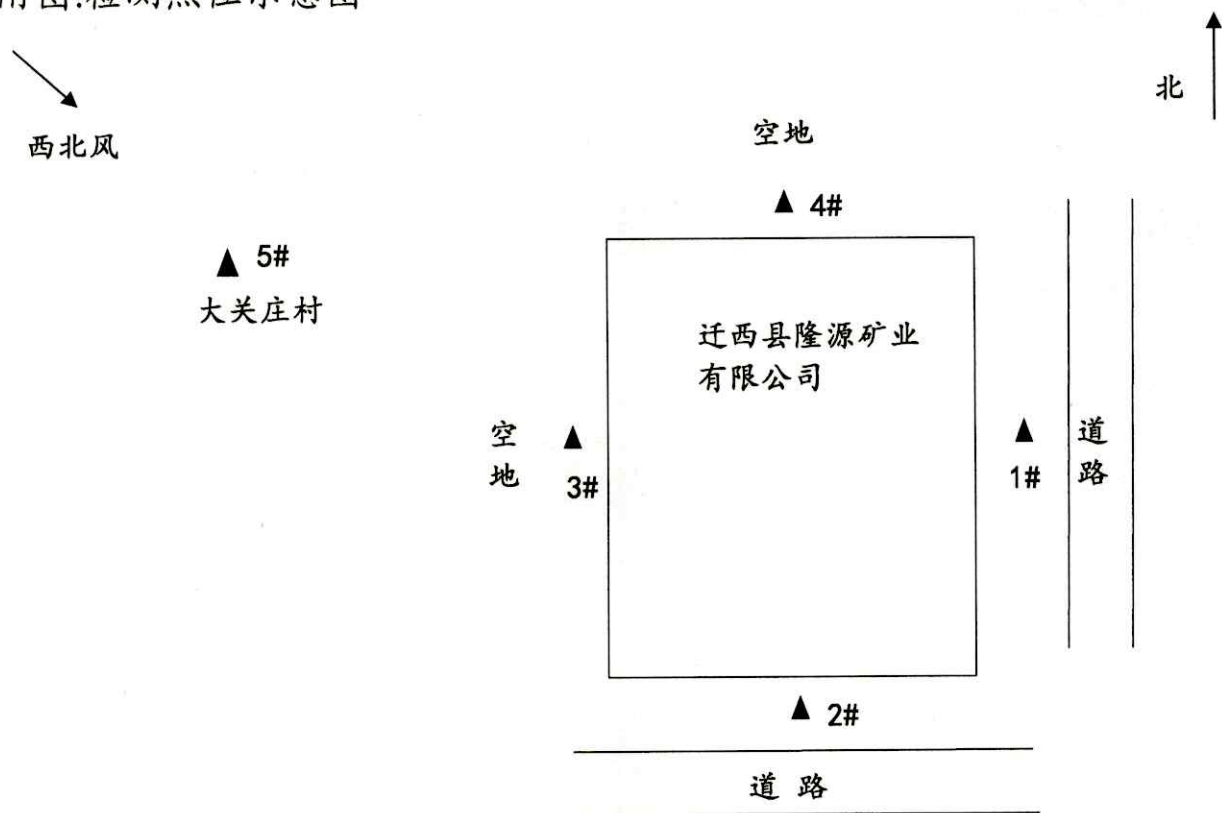 北
西北风
空地
▲ 4#
▲ 5#
大关庄村
迁西县隆源矿业
有限公司
空地
▲
3#
▲
1#
道路
▲ 2#
道 路